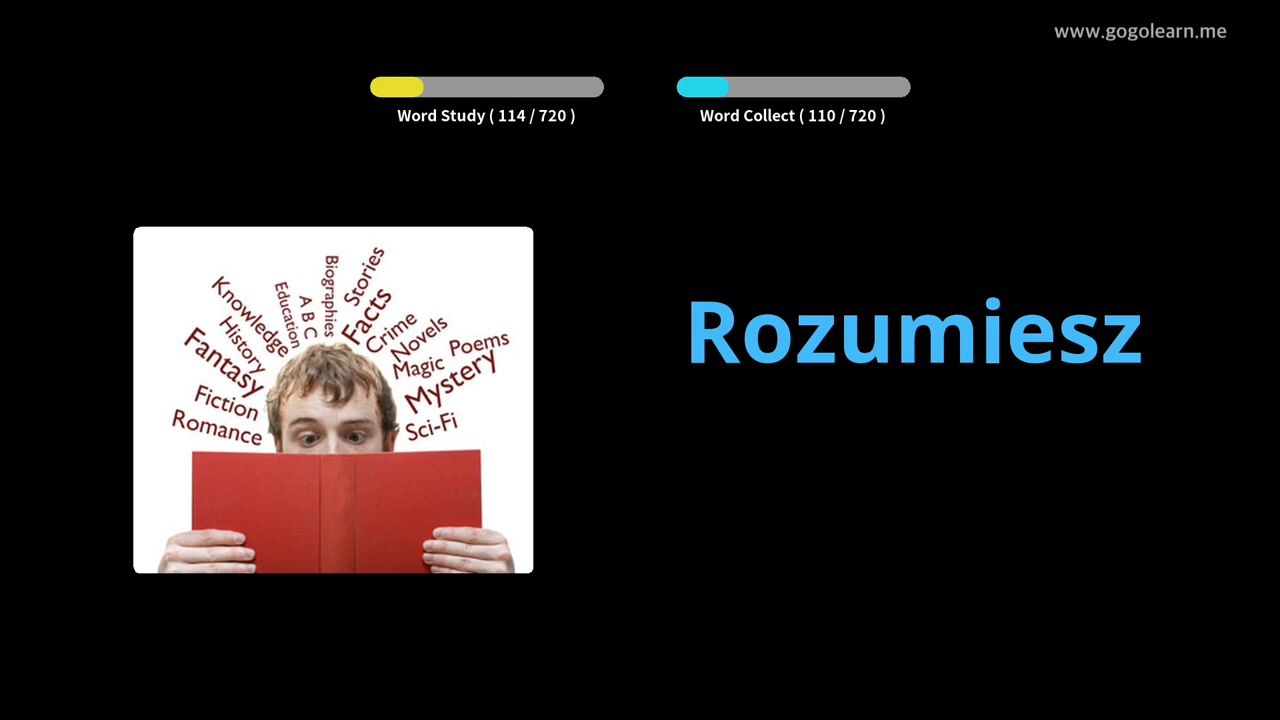 www.gogolearn.me
Word Study ( 114 / 720 )
Word Collect ( 110 / 720 )
Rozumiesz
Biographies
Stories
Education
A B C
Facts
Knowledge
History
Crime
Novels
Poems
Fantasy
Magic
Mystery
Fiction
Romance
Sci-Fi